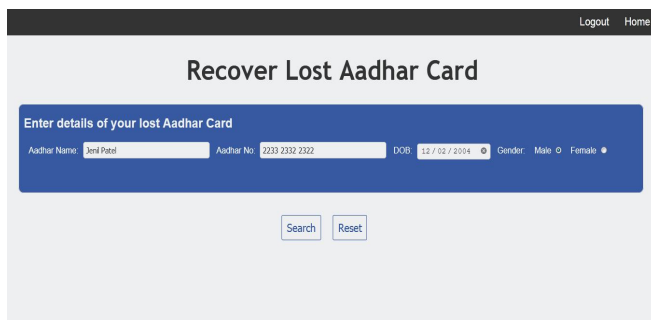 Logout Home
Recover Lost Aadhar Card
Enter details of your lost Aadhar Card
Aadhar Name: Jenil Patel Aadhar No: 2233 2332 2322 DOB: 12 / 02 / 2004 Gender: Male Female
Search Reset